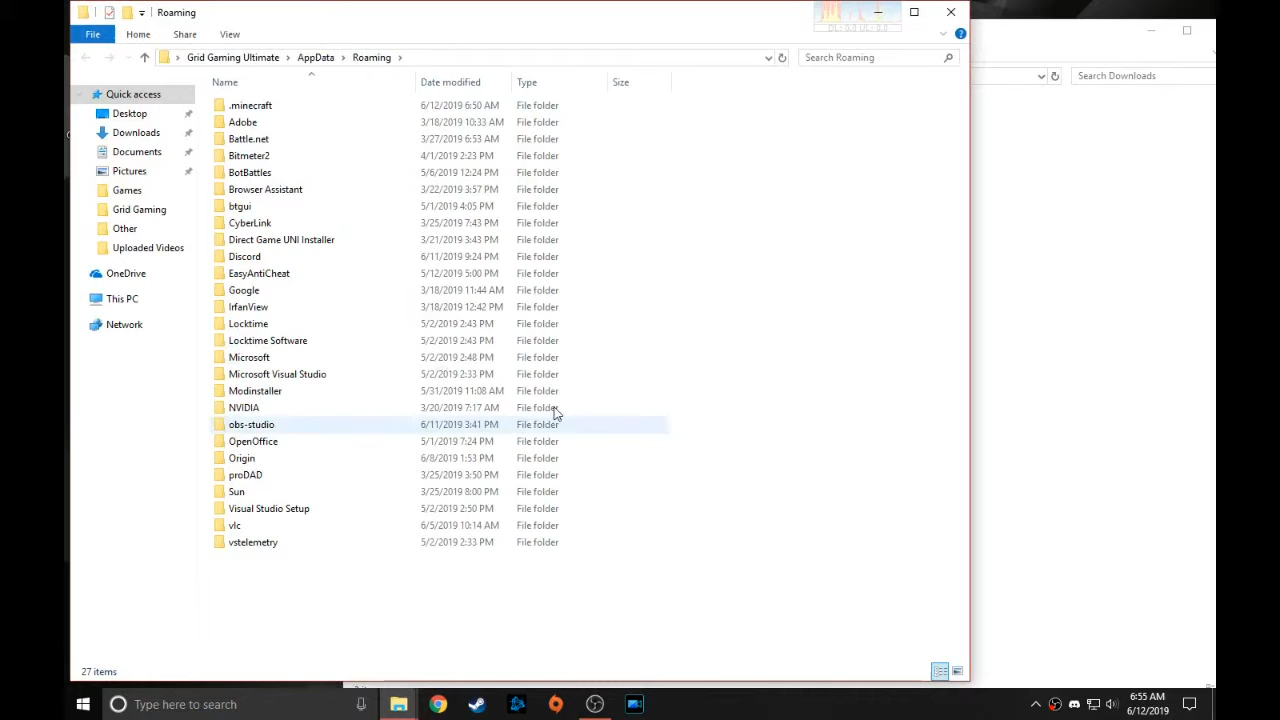 Roaming
File Home Share View
DL: 0.0 UL: 0.0
Grid Gaming Ultimate > AppData > Roaming >
Search Roaming
Search Downloads
Name Date modified Type Size
Quick access
Desktop
Downloads
Documents
Pictures
Games
Grid Gaming
Other
Uploaded Videos
OneDrive
This PC
Network
.minecraft 6/12/2019 6:50 AM File folder
Adobe 3/18/2019 10:33 AM File folder
Battle.net 3/27/2019 6:53 AM File folder
Bitmeter2 4/1/2019 2:23 PM File folder
BotBattles 5/6/2019 12:24 PM File folder
Browser Assistant 3/22/2019 3:57 PM File folder
btgui 5/1/2019 4:05 PM File folder
CyberLink 3/25/2019 7:43 PM File folder
Direct Game UNI Installer 3/21/2019 3:43 PM File folder
Discord 6/11/2019 9:24 PM File folder
EasyAntiCheat 5/12/2019 5:00 PM File folder
Google 3/18/2019 11:44 AM File folder
IrfanView 3/18/2019 12:42 PM File folder
Locktime 5/2/2019 2:43 PM File folder
Locktime Software 5/2/2019 2:43 PM File folder
Microsoft 5/2/2019 2:48 PM File folder
Microsoft Visual Studio 5/2/2019 2:33 PM File folder
Modinstaller 5/31/2019 11:08 AM File folder
NVIDIA 3/20/2019 7:17 AM File folder
obs-studio 6/11/2019 3:41 PM File folder
OpenOffice 5/1/2019 7:24 PM File folder
Origin 6/8/2019 1:53 PM File folder
proDAD 3/25/2019 3:50 PM File folder
Sun 3/25/2019 8:00 PM File folder
Visual Studio Setup 5/2/2019 2:50 PM File folder
vlc 6/5/2019 10:14 AM File folder
vstelemetry 5/2/2019 2:33 PM File folder
27 items
Type here to search
6:55 AM
6/12/2019